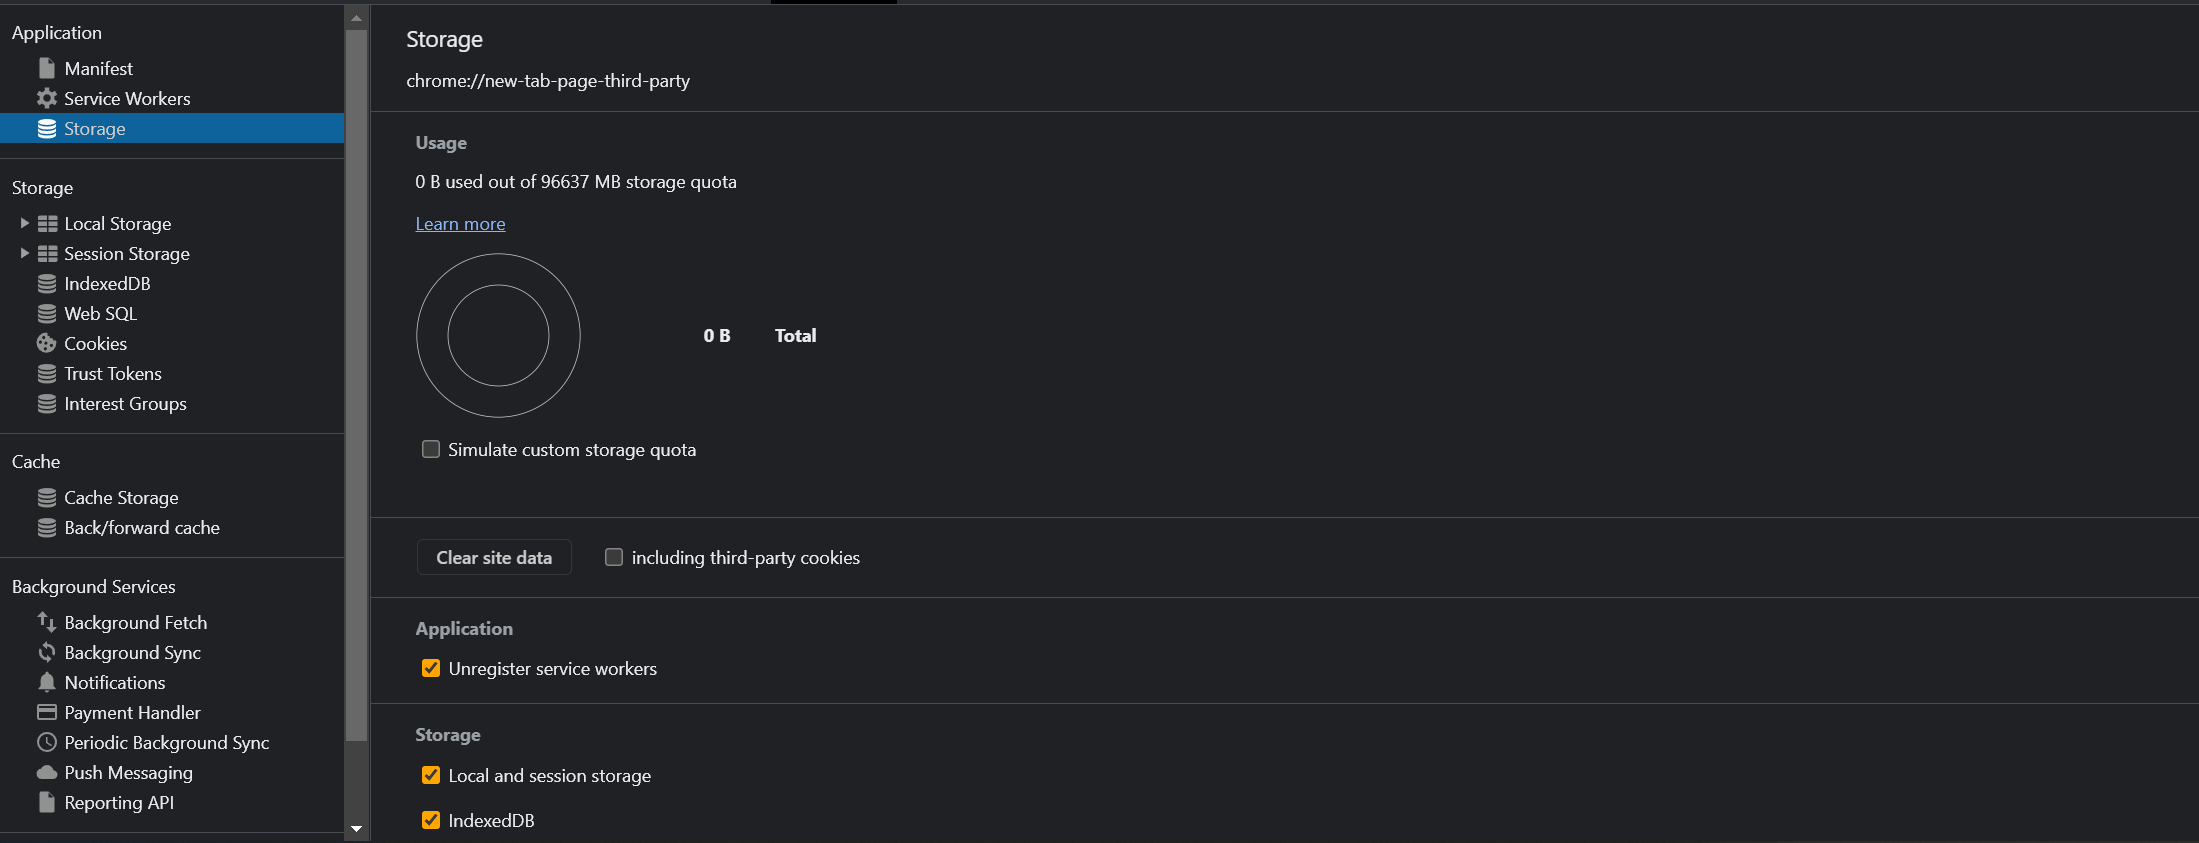 Application
Manifest
Service Workers
Storage
Storage
Local Storage
Session Storage
IndexedDB
Web SQL
Cookies
Trust Tokens
Interest Groups
Cache
Cache Storage
Back/forward cache
Background Services
Background Fetch
Background Sync
Notifications
Payment Handler
Periodic Background Sync
Push Messaging
Reporting API
Storage
chrome://new-tab-page-third-party
Usage
0 B used out of 96637 MB storage quota
Learn more
0 B Total
Simulate custom storage quota
Clear site data including third-party cookies
Application
Unregister service workers
Storage
Local and session storage
IndexedDB